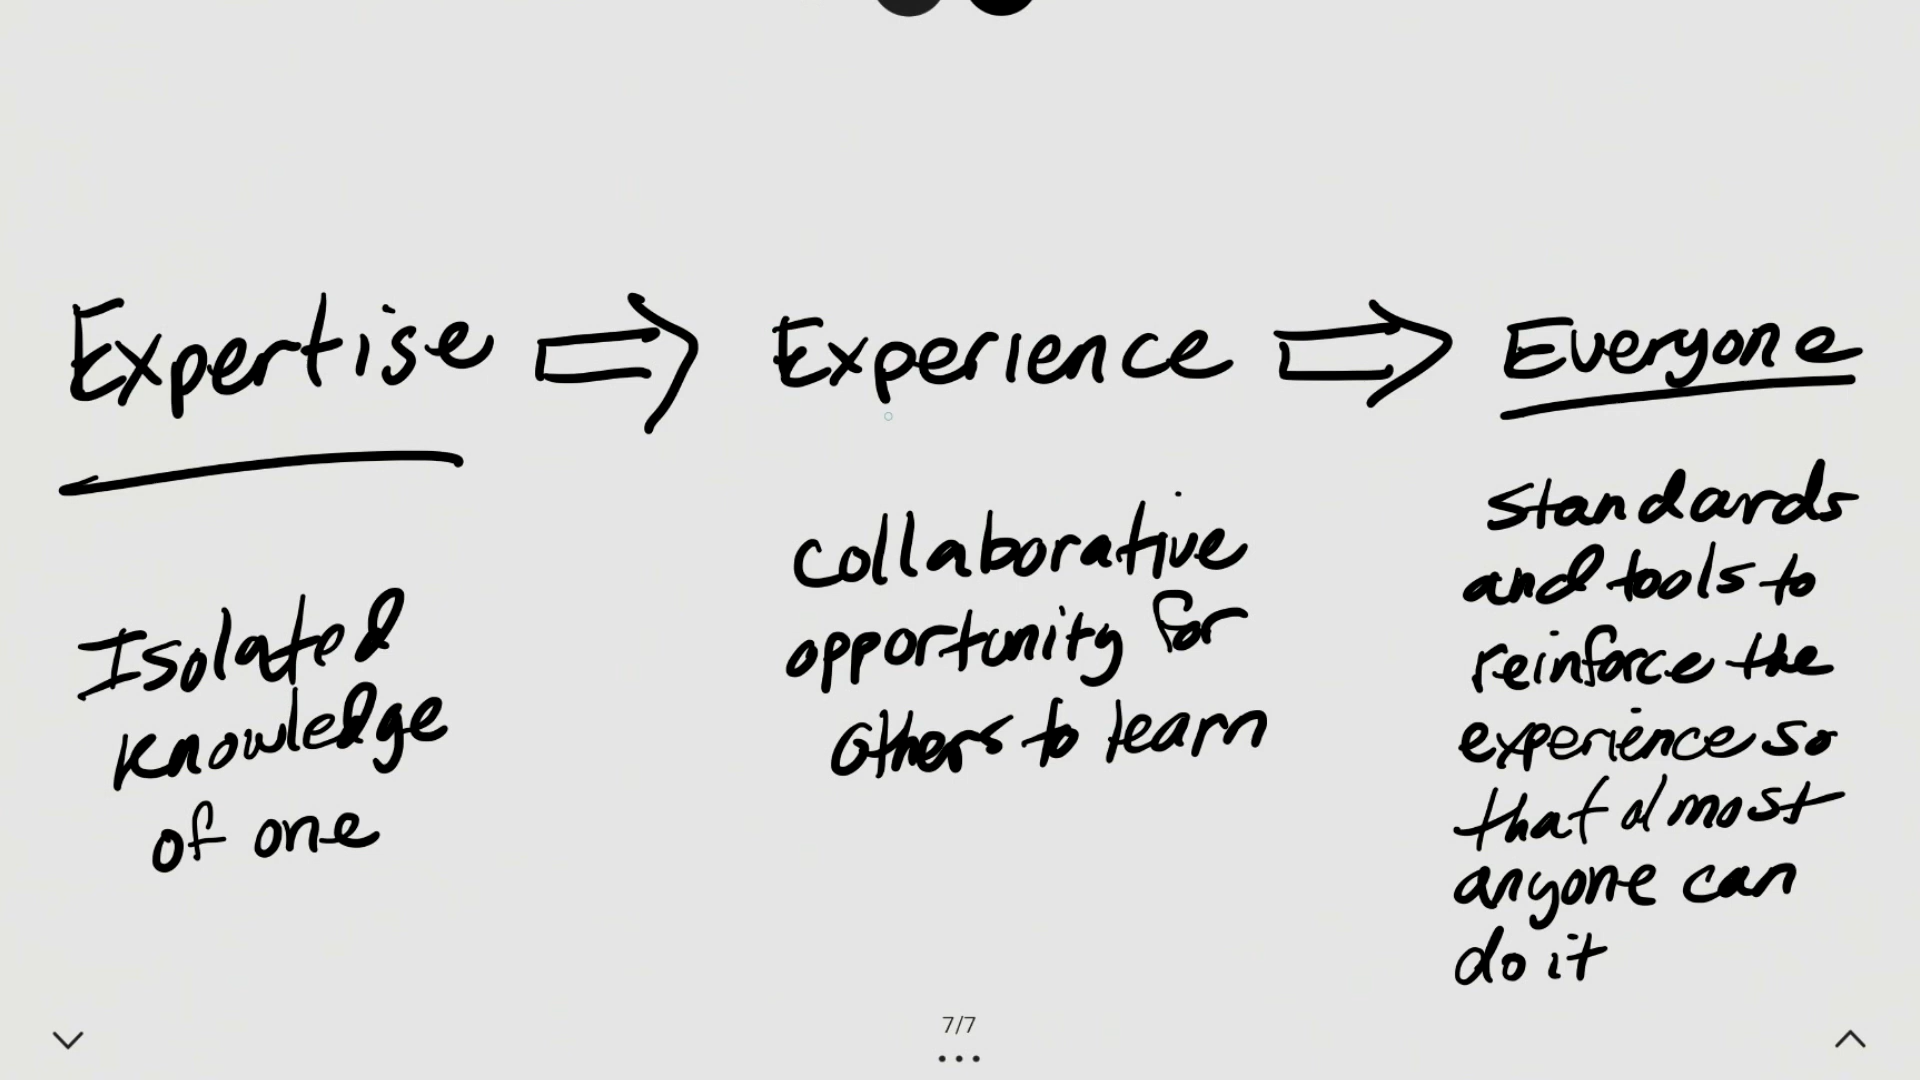 Expertise ⇒ Experience ⇒ Everyone
Isolated
knowledge
of one
collaborative
opportunity for
others to learn
standards
and tools to
reinforce the
experience so
that almost
anyone can
do it
7/7